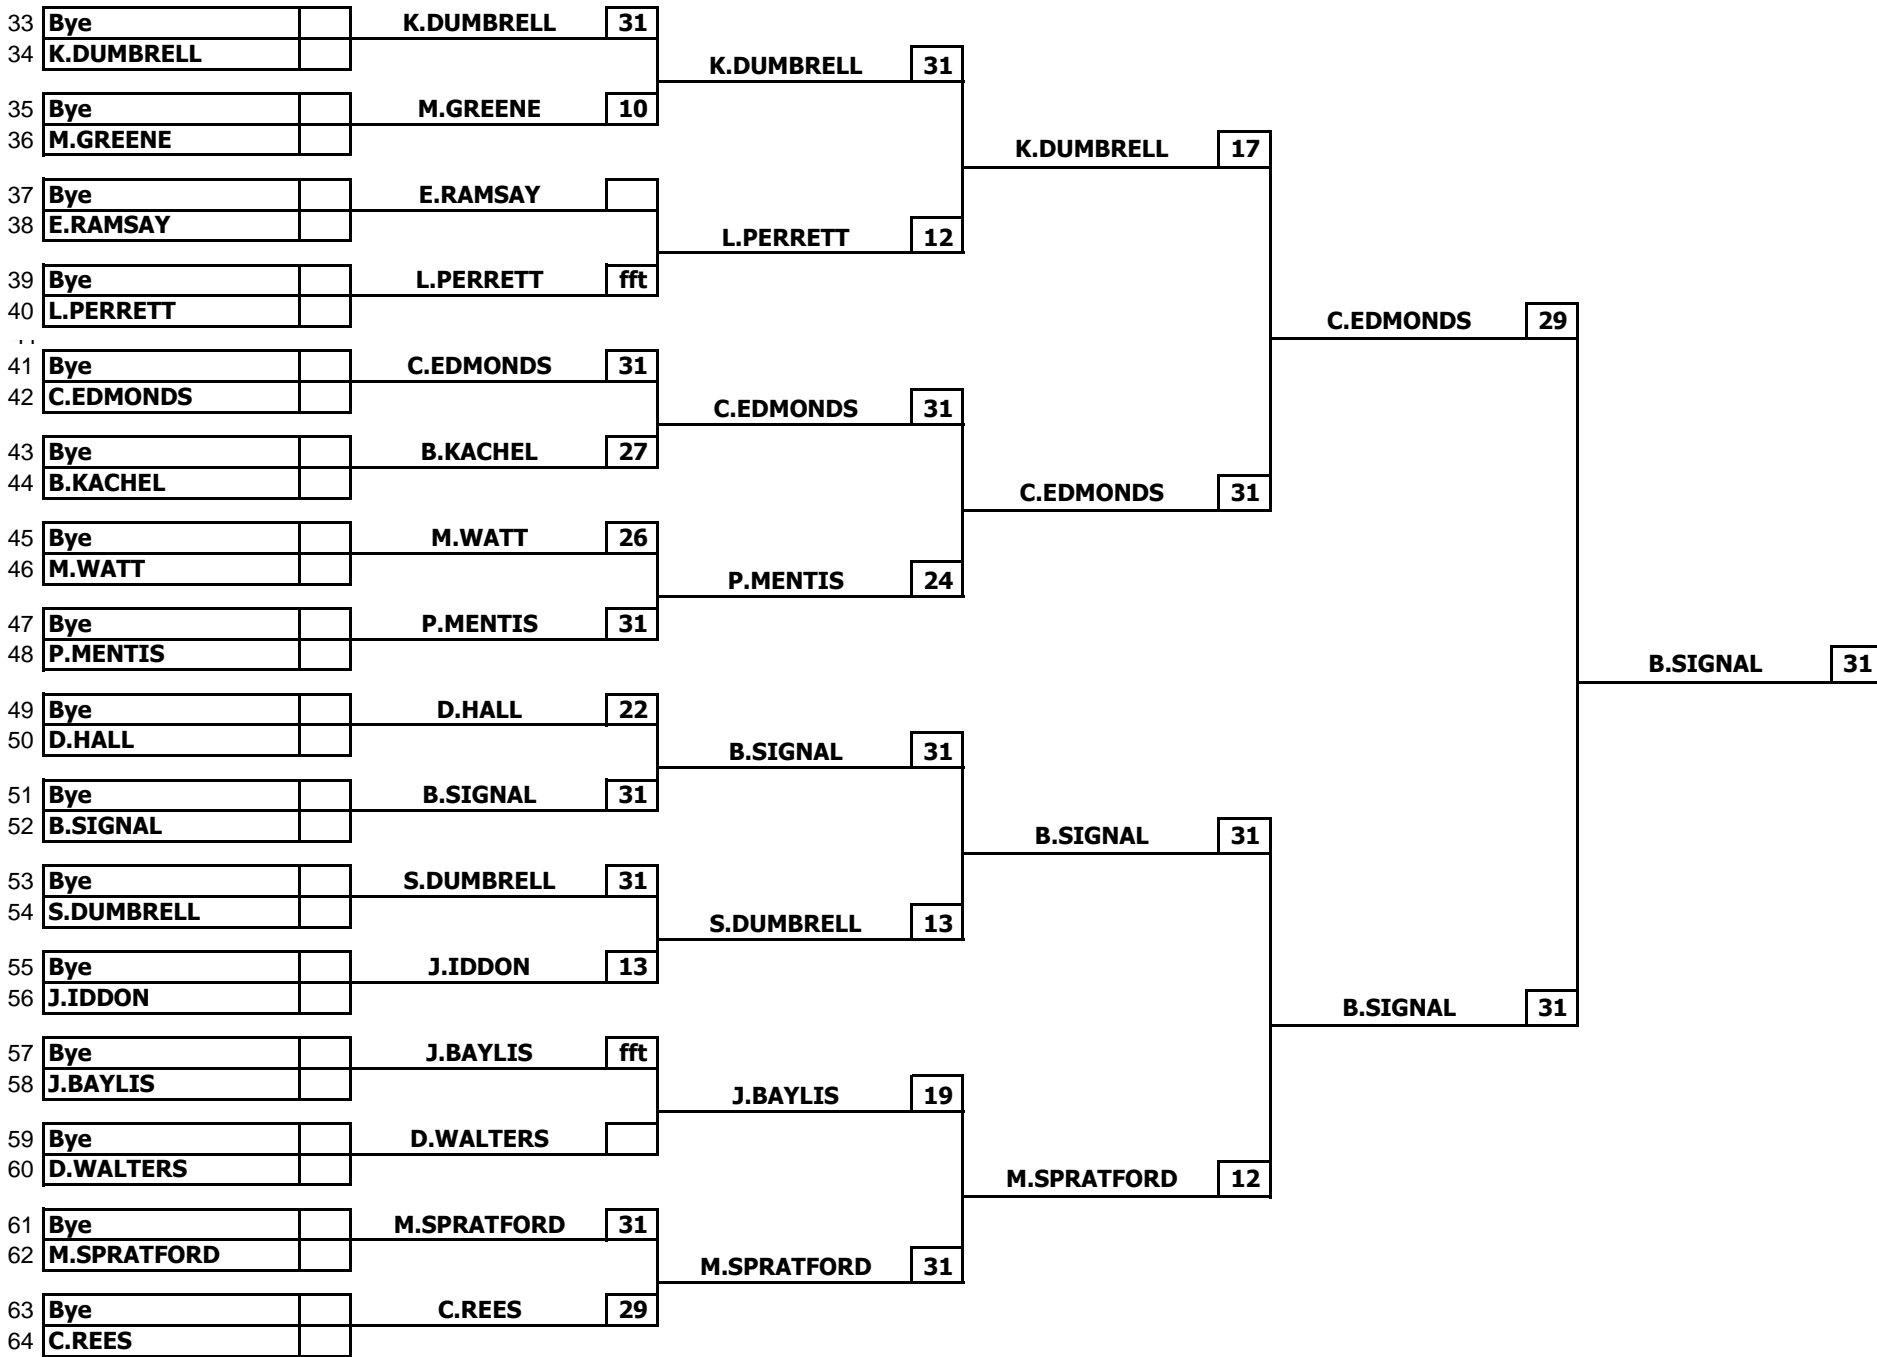 33 Bye K.DUMBRELL 31
34 K.DUMBRELL
K.DUMBRELL 31
35 Bye M.GREENE 10
36 M.GREENE
K.DUMBRELL 17
37 Bye E.RAMSAY
38 E.RAMSAY
L.PERRETT 12
39 Bye L.PERRETT fft
40 L.PERRETT
C.EDMONDS 29
41 Bye C.EDMONDS 31
42 C.EDMONDS
C.EDMONDS 31
43 Bye B.KACHEL 27
44 B.KACHEL
C.EDMONDS 31
45 Bye M.WATT 26
46 M.WATT
P.MENTIS 24
47 Bye P.MENTIS 31
48 P.MENTIS
B.SIGNAL 31
49 Bye D.HALL 22
50 D.HALL
B.SIGNAL 31
51 Bye B.SIGNAL 31
52 B.SIGNAL
B.SIGNAL 31
53 Bye S.DUMBRELL 31
54 S.DUMBRELL
S.DUMBRELL 13
55 Bye J.IDDON 13
56 J.IDDON
B.SIGNAL 31
57 Bye J.BAYLIS fft
58 J.BAYLIS
J.BAYLIS 19
59 Bye D.WALTERS
60 D.WALTERS
M.SPRATFORD 12
61 Bye M.SPRATFORD 31
62 M.SPRATFORD
M.SPRATFORD 31
63 Bye C.REES 29
64 C.REES